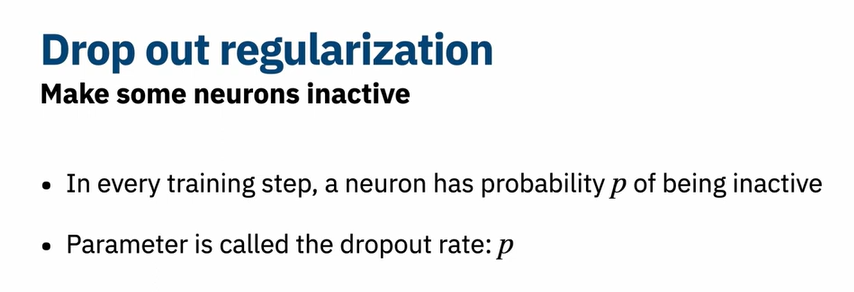 Drop out regularization
Make some neurons inactive
• In every training step, a neuron has probability p of being inactive
• Parameter is called the dropout rate: p